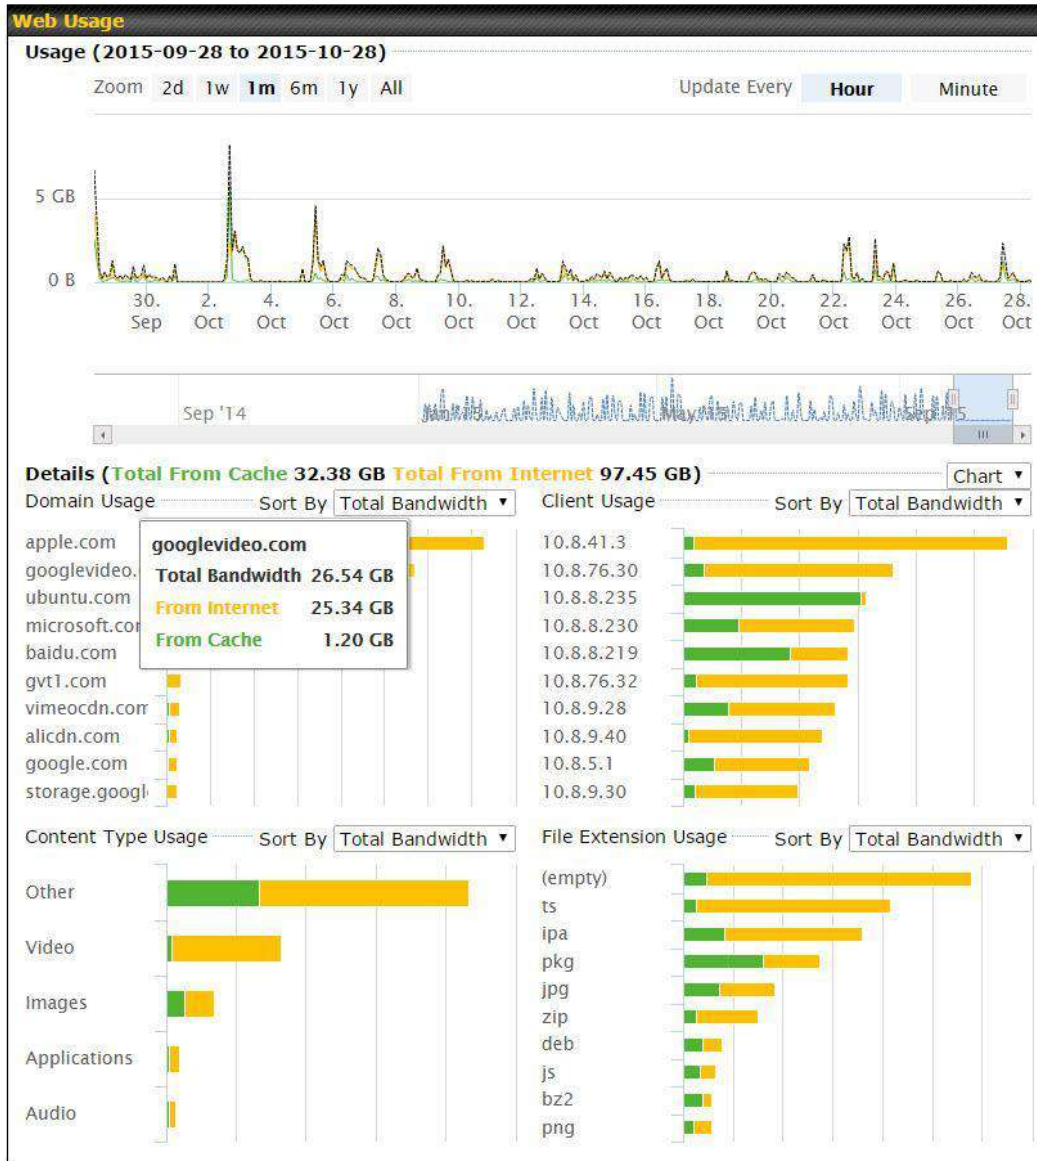 Web Usage
Usage (2015-09-28 to 2015-10-28)
Zoom 2d 1w 1m 6m 1y All Update Every Hour Minute
5 GB
0 B
30. Sep 2. Oct 4. Oct 6. Oct 8. Oct 10. Oct 12. Oct 14. Oct 16. Oct 18. Oct 20. Oct 22. Oct 24. Oct 26. Oct 28. Oct
Sep '14
Details (Total From Cache 32.38 GB Total From Internet 97.45 GB) Chart
Domain Usage Sort By Total Bandwidth
apple.com
googlevideo.
ubuntu.com
microsoft.cor
baidu.com
gvt1.com
vimeocdn.com
alicdn.com
google.com
storage.googl
googlevideo.com
Total Bandwidth 26.54 GB
From Internet 25.34 GB
From Cache 1.20 GB
Client Usage Sort By Total Bandwidth
10.8.41.3
10.8.76.30
10.8.8.235
10.8.8.230
10.8.8.219
10.8.76.32
10.8.9.28
10.8.9.40
10.8.5.1
10.8.9.30
Content Type Usage Sort By Total Bandwidth
Other
Video
Images
Applications
Audio
File Extension Usage Sort By Total Bandwidth
(empty)
ts
ipa
pkg
jpg
zip
deb
js
bz2
png